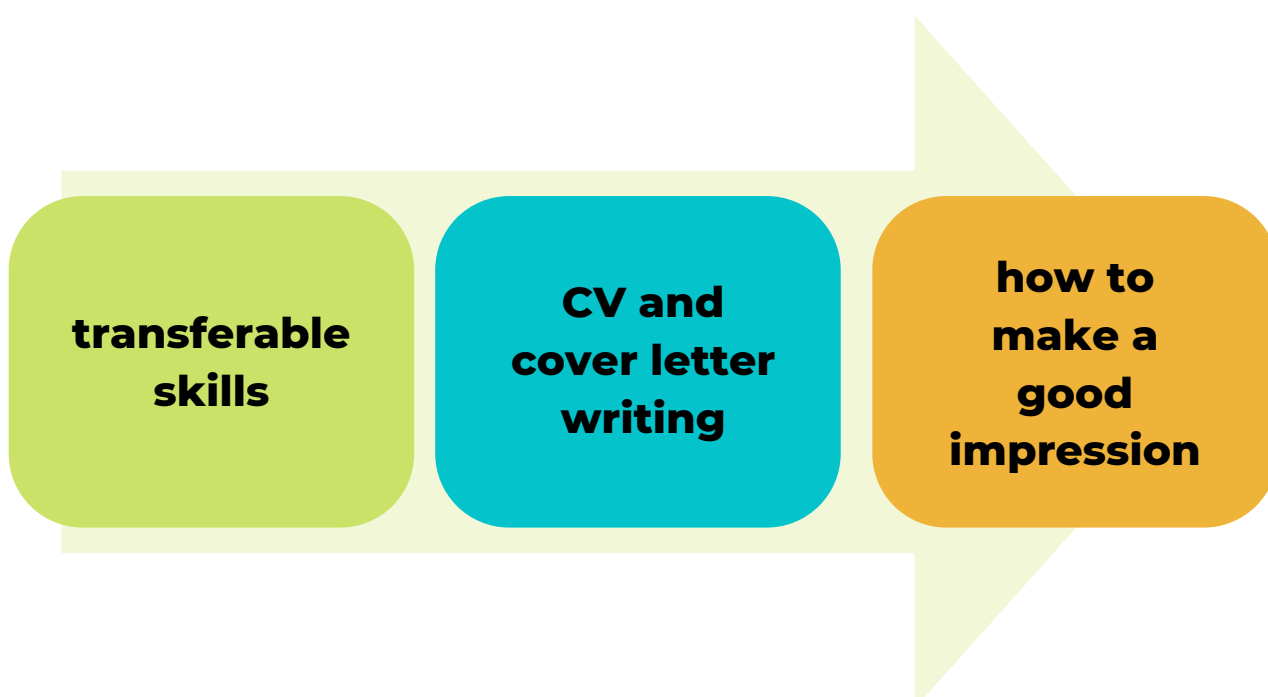 transferable
skills
CV and
cover letter
writing
how to
make a
good
impression